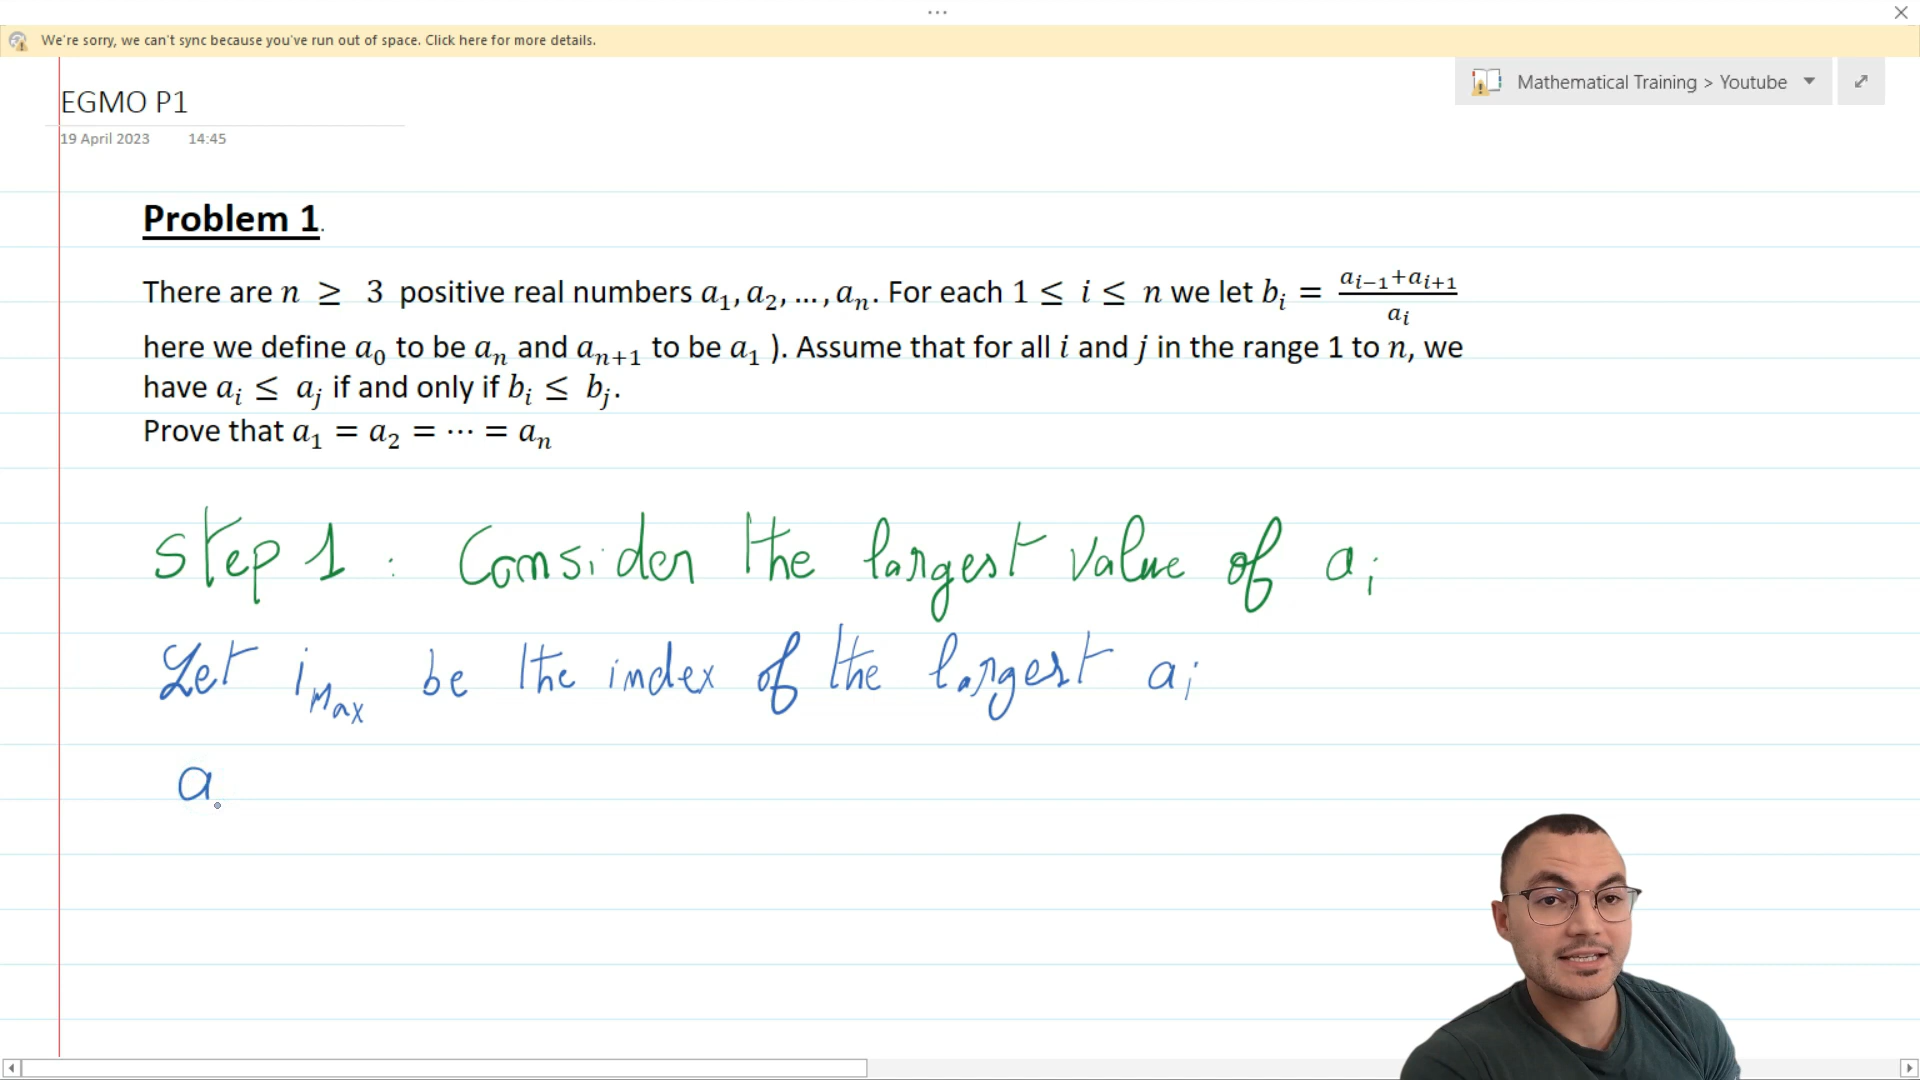 We're sorry, we can't sync because you've run out of space. Click here for more details.
Mathematical Training > Youtube
EGMO P1
19 April 2023 14:45
Problem 1.
There are n ≥ 3 positive real numbers a₁, a₂, …, aₙ. For each 1 ≤ i ≤ n we let bᵢ = (aᵢ₋₁+aᵢ₊₁)/aᵢ
here we define a₀ to be aₙ and aₙ₊₁ to be a₁ ). Assume that for all i and j in the range 1 to n, we
have aᵢ ≤ aⱼ if and only if bᵢ ≤ bⱼ.
Prove that a₁ = a₂ = ⋯ = aₙ
Step 1 : Consider the largest value of aᵢ
Let i_Max be the index of the largest aᵢ
a